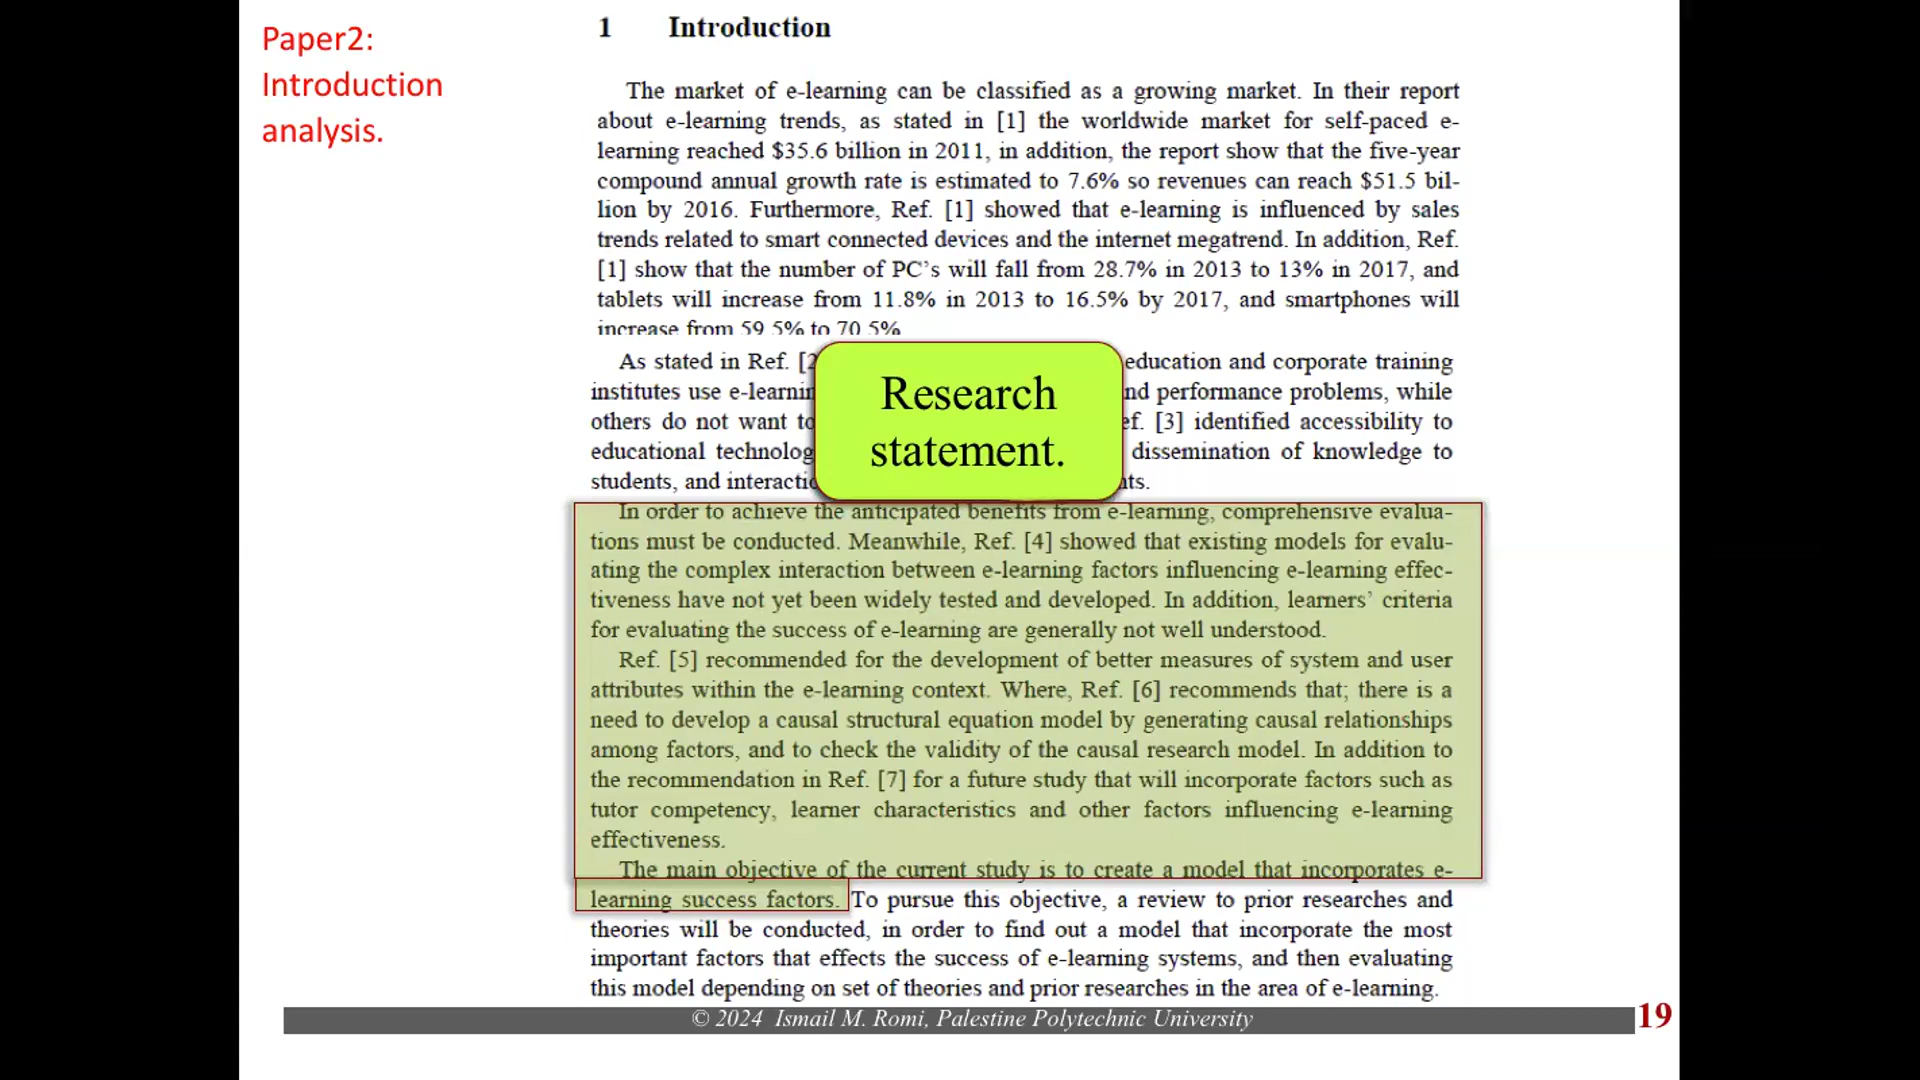 Paper2:
Introduction
analysis.
1 Introduction
The market of e-learning can be classified as a growing market. In their report
about e-learning trends, as stated in [1] the worldwide market for self-paced e-
learning reached $35.6 billion in 2011, in addition, the report show that the five-year
compound annual growth rate is estimated to 7.6% so revenues can reach $51.5 bil-
lion by 2016. Furthermore, Ref. [1] showed that e-learning is influenced by sales
trends related to smart connected devices and the internet megatrend. In addition, Ref.
[1] show that the number of PC's will fall from 28.7% in 2013 to 13% in 2017, and
tablets will increase from 11.8% in 2013 to 16.5% by 2017, and smartphones will
increase from 59.5% to 70.5%
As stated in Ref. education and corporate training
institutes use performance problems, while
others do not want [3] identified accessibility to
educational dissemination of knowledge to
students, and
Research
statement.
In order to achieve the anticipated benefits from e-learning, comprehensive evalua-
tions must be conducted. Meanwhile, Ref. [4] showed that existing models for evalu-
ating the complex interaction between e-learning factors influencing e-learning effec-
tiveness have not yet been widely tested and developed. In addition, learners' criteria
for evaluating the success of e-learning are generally not well understood.
Ref. [5] recommended for the development of better measures of system and user
attributes within the e-learning context. Where, Ref. [6] recommends that; there is a
need to develop a causal structural equation model by generating causal relationships
among factors, and to check the validity of the causal research model. In addition to
the recommendation in Ref. [7] for a future study that will incorporate factors such as
tutor competency, learner characteristics and other factors influencing e-learning
effectiveness.
The main objective of the current study is to create a model that incorporates e-
learning success factors. To pursue this objective, a review to prior researches and
theories will be conducted, in order to find out a model that incorporate the most
important factors that effects the success of e-learning systems, and then evaluating
this model depending on set of theories and prior researches in the area of e-learning.
© 2024 Ismail M. Romi, Palestine Polytechnic University
19